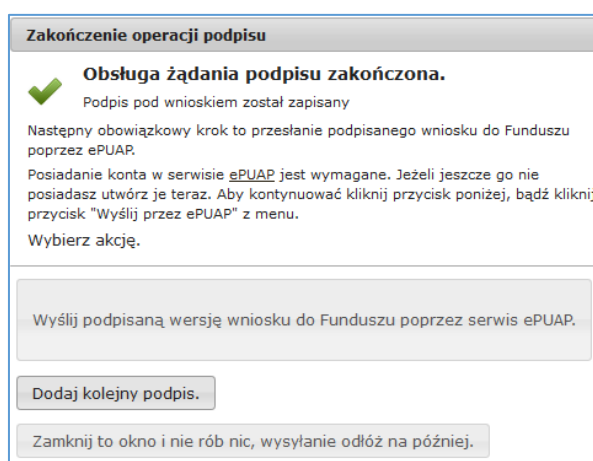 Zakończenie operacji podpisu
Obsługa żądania podpisu zakończona.
Podpis pod wnioskiem został zapisany
Następny obowiązkowy krok to przesłanie podpisanego wniosku do Funduszu
poprzez ePUAP.
Posiadanie konta w serwisie ePUAP jest wymagane. Jeżeli jeszcze go nie
posiadasz utwórz je teraz. Aby kontynuować kliknij przycisk poniżej, bądź kliknij
przycisk "Wyślij przez ePUAP" z menu.
Wybierz akcję.
Wyślij podpisaną wersję wniosku do Funduszu poprzez serwis ePUAP.
Dodaj kolejny podpis.
Zamknij to okno i nie rób nic, wysyłanie odłóż na później.